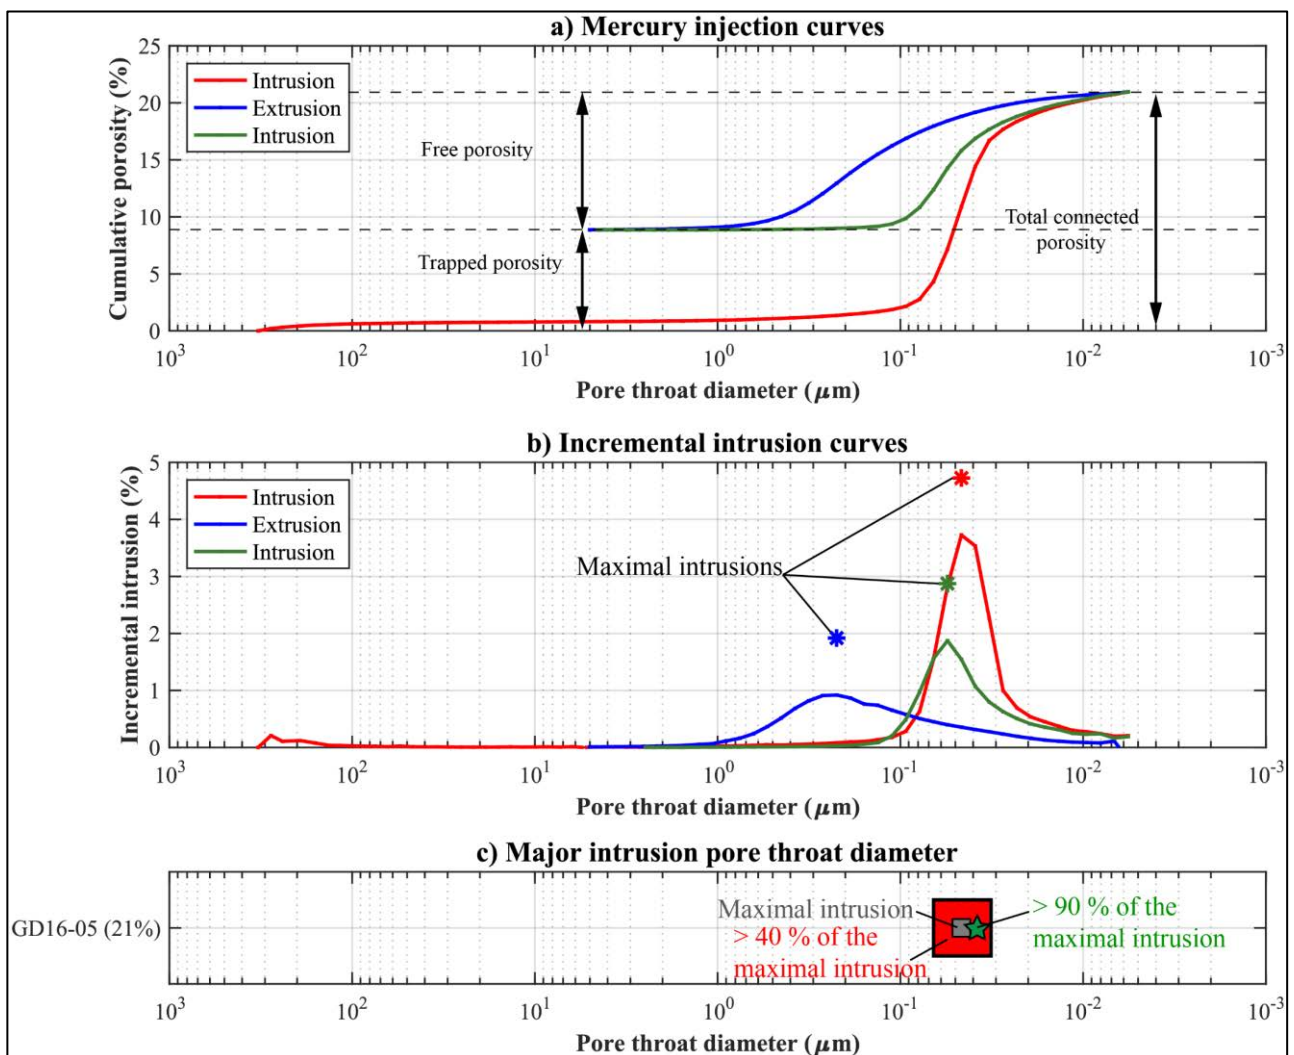 a) Mercury injection curves
Cumulative porosity (%)
25
20
15
10
5
0
Intrusion
Extrusion
Intrusion
Free porosity
Trapped porosity
Total connected
porosity
10³ 10² 10¹ 10⁰ 10⁻¹ 10⁻² 10⁻³
Pore throat diameter (μm)
b) Incremental intrusion curves
Incremental intrusion (%)
5
4
3
2
1
0
Intrusion
Extrusion
Intrusion
Maximal intrusions
10³ 10² 10¹ 10⁰ 10⁻¹ 10⁻² 10⁻³
Pore throat diameter (μm)
c) Major intrusion pore throat diameter
GD16-05 (21%)
Maximal intrusion
> 40 % of the
maximal intrusion
> 90 % of the
maximal intrusion
10³ 10² 10¹ 10⁰ 10⁻¹ 10⁻² 10⁻³
Pore throat diameter (μm)